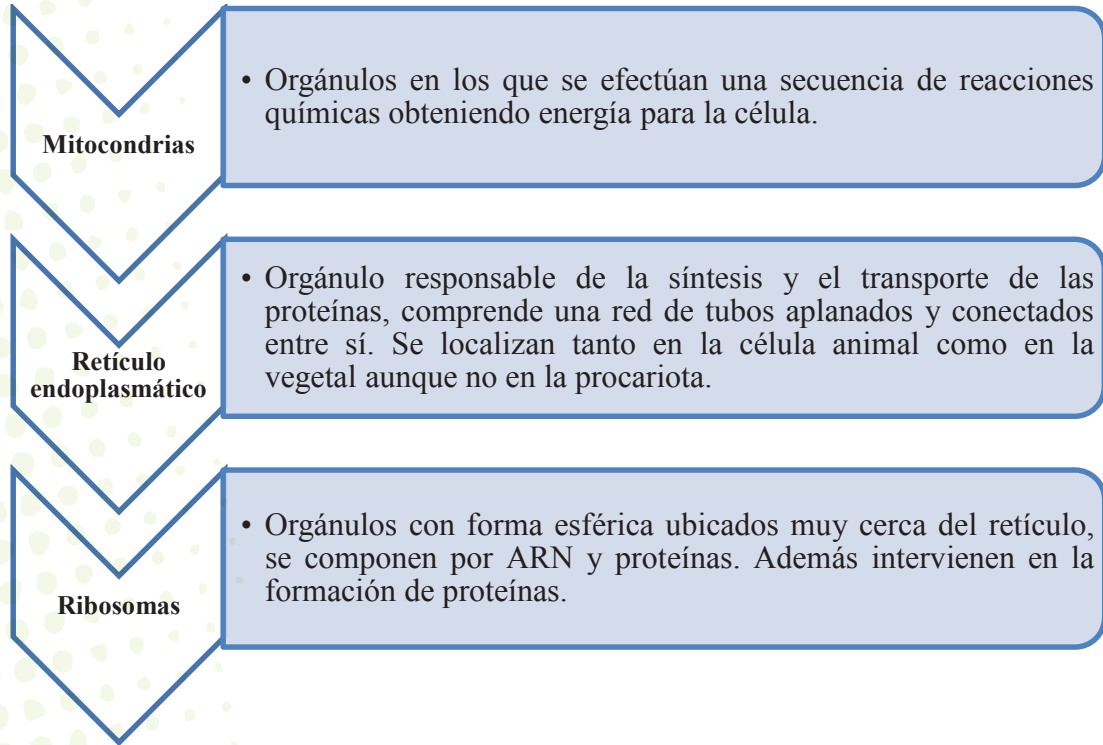 Mitocondrias
• Orgánulos en los que se efectúan una secuencia de reacciones
químicas obteniendo energía para la célula.
Retículo
endoplasmático
• Orgánulo responsable de la síntesis y el transporte de las
proteínas, comprende una red de tubos aplanados y conectados
entre sí. Se localizan tanto en la célula animal como en la
vegetal aunque no en la procariota.
Ribosomas
• Orgánulos con forma esférica ubicados muy cerca del retículo,
se componen por ARN y proteínas. Además intervienen en la
formación de proteínas.